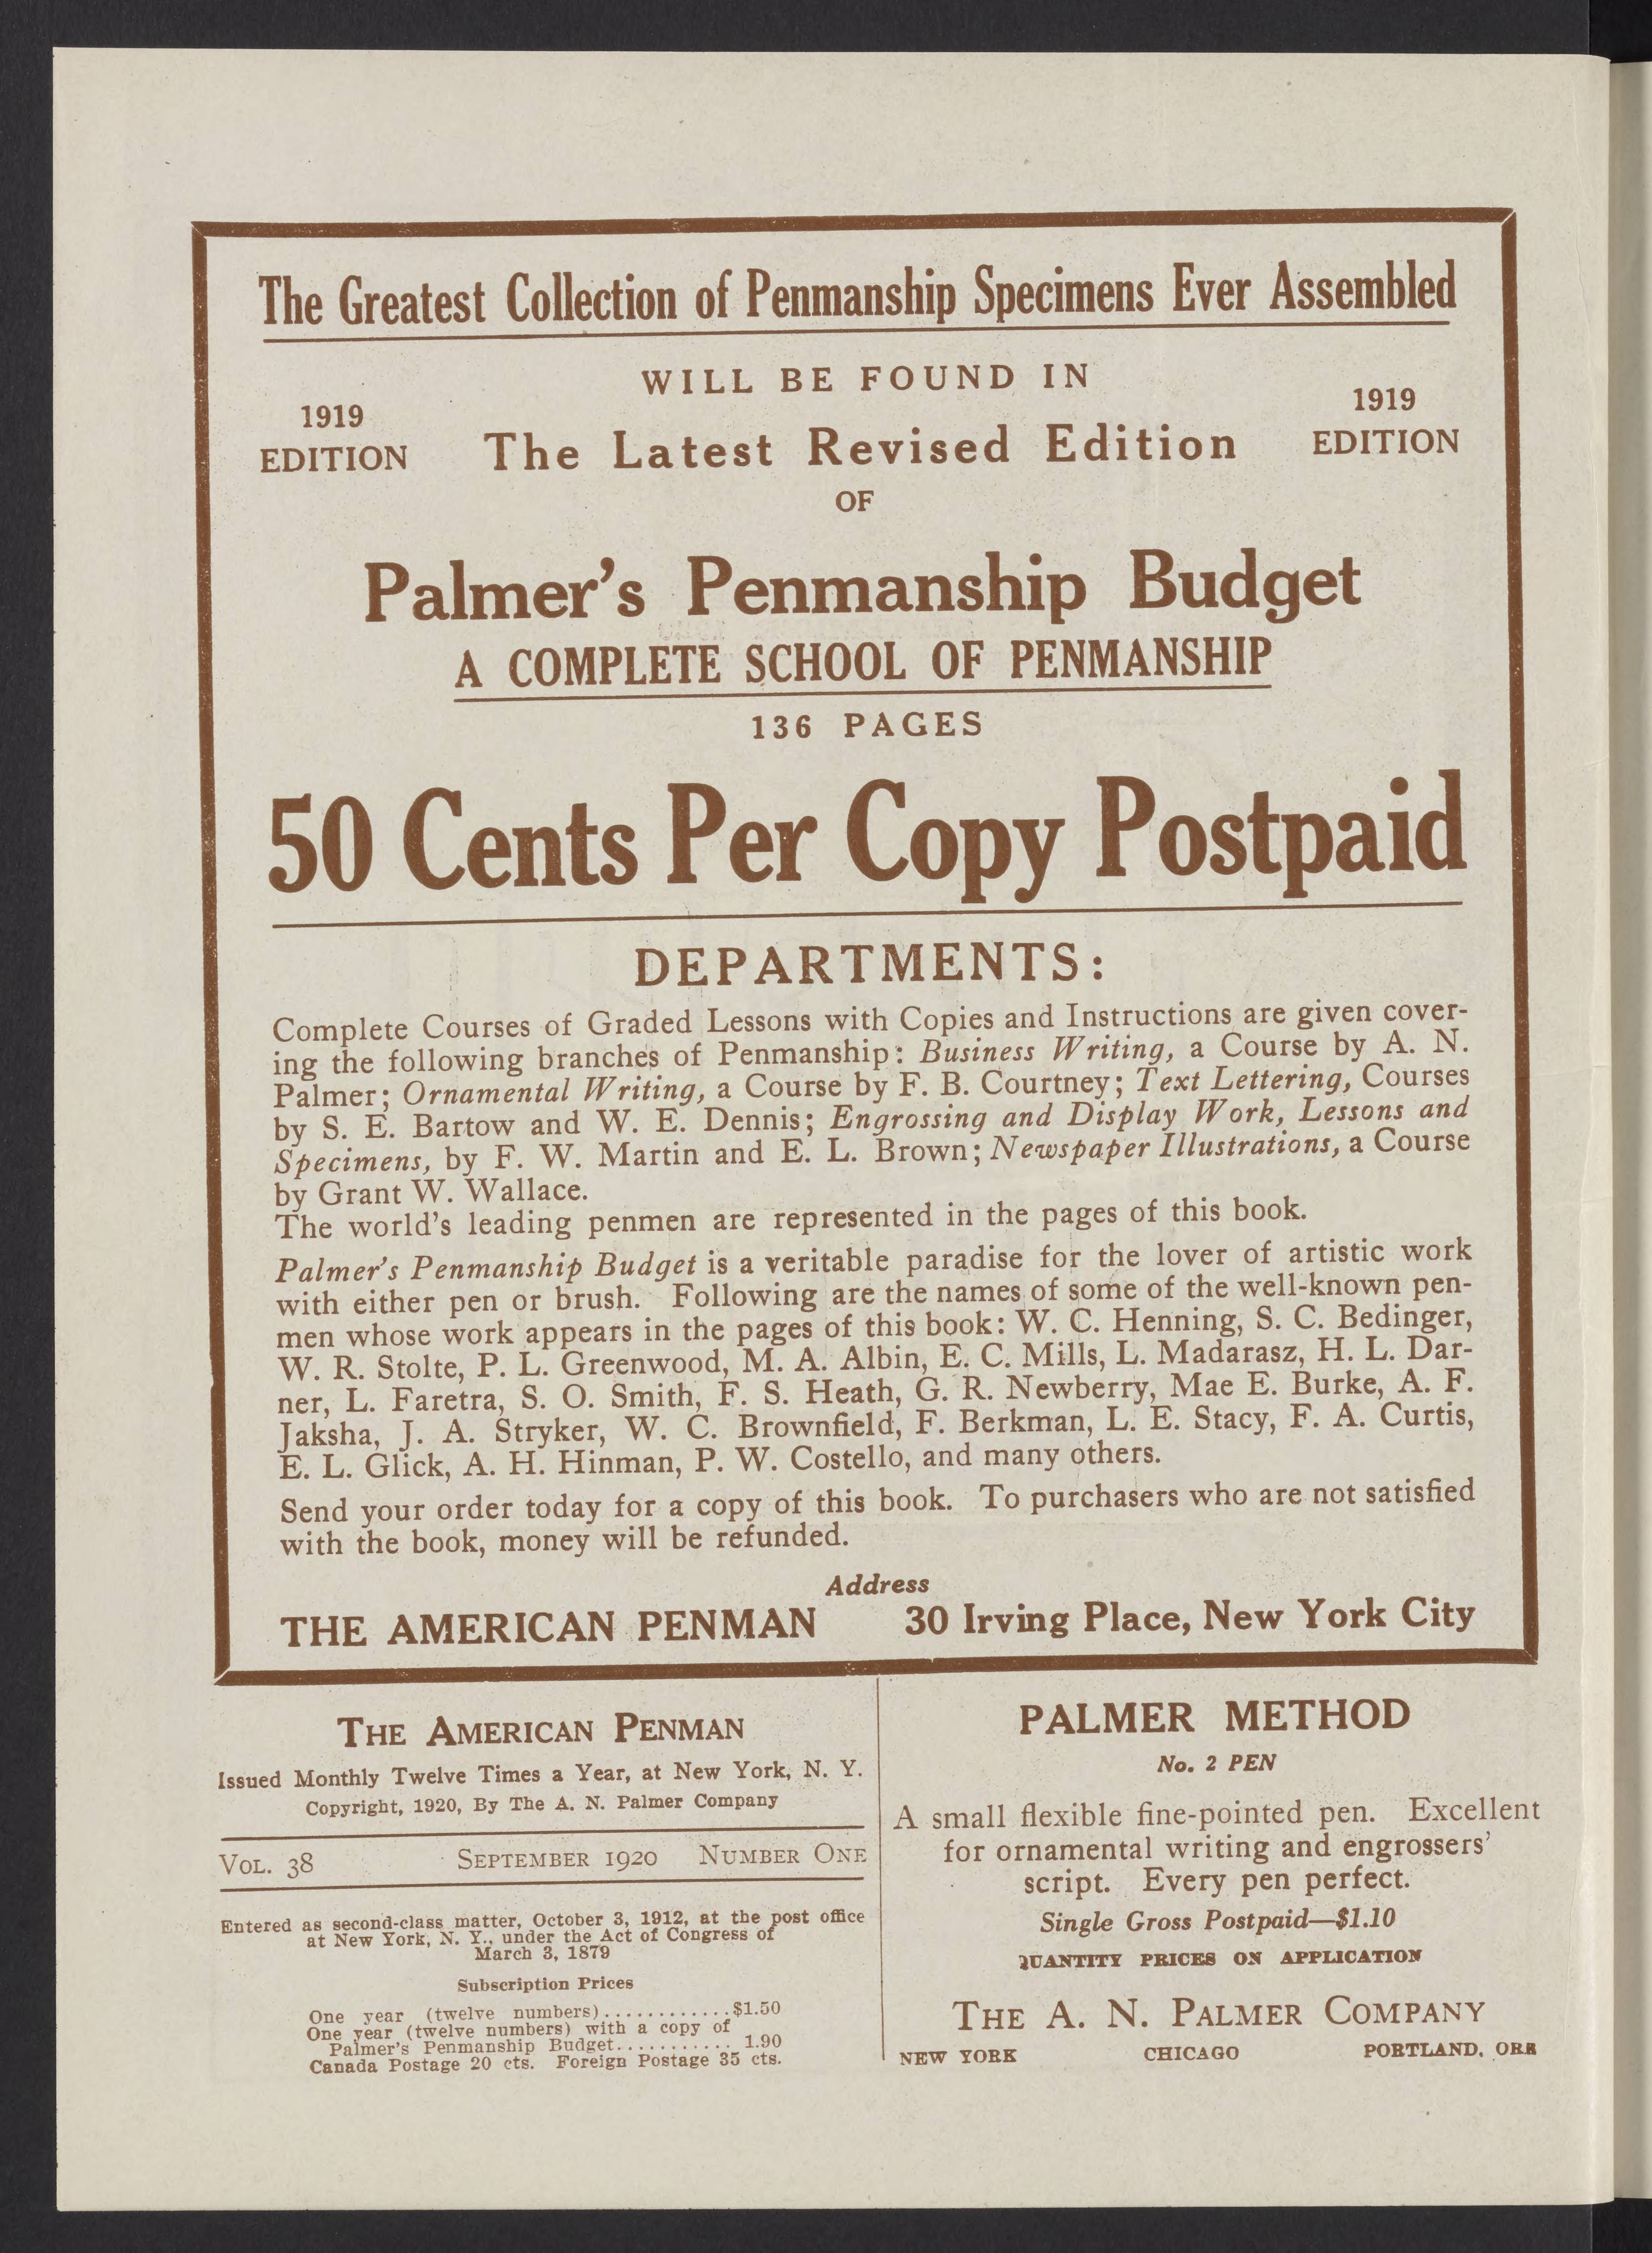 The Greatest Collection of Penmanship Specimens Ever Assembled
WILL BE FOUND IN
1919
EDITION
The Latest Revised Edition
1919
EDITION
OF
Palmer's Penmanship Budget
A COMPLETE SCHOOL OF PENMANSHIP
136 PAGES
50 Cents Per Copy Postpaid
DEPARTMENTS:
Complete Courses of Graded Lessons with Copies and Instructions are given cover-
ing the following branches of Penmanship: Business Writing, a Course by A. N.
Palmer; Ornamental Writing, a Course by F. B. Courtney; Text Lettering, Courses
by S. E. Bartow and W. E. Dennis; Engrossing and Display Work, Lessons and
Specimens, by F. W. Martin and E. L. Brown; Newspaper Illustrations, a Course
by Grant W. Wallace.
The world's leading penmen are represented in the pages of this book.
Palmer's Penmanship Budget is a veritable paradise for the lover of artistic work
with either pen or brush. Following are the names of some of the well-known pen-
men whose work appears in the pages of this book: W. C. Henning, S. C. Bedinger,
W. R. Stolte, P. L. Greenwood, M. A. Albin, E. C. Mills, L. Madarasz, H. L. Dar-
ner, L. Faretra, S. O. Smith, F. S. Heath, G. R. Newberry, Mae E. Burke, A. F.
Jaksha, J. A. Stryker, W. C. Brownfield, F. Berkman, L. E. Stacy, F. A. Curtis,
E. L. Glick, A. H. Hinman, P. W. Costello, and many others.
Send your order today for a copy of this book. To purchasers who are not satisfied
with the book, money will be refunded.
Address
THE AMERICAN PENMAN 30 Irving Place, New York City
THE AMERICAN PENMAN
Issued Monthly Twelve Times a Year, at New York, N. Y.
Copyright, 1920, By The A. N. Palmer Company
VOL. 38 SEPTEMBER 1920 NUMBER ONE
Entered as second-class matter, October 3, 1912, at the post office
at New York, N. Y., under the Act of Congress of
March 3, 1879
Subscription Prices
One year (twelve numbers)............$1.50
One year (twelve numbers) with a copy of
Palmer's Penmanship Budget........... 1.90
Canada Postage 20 cts. Foreign Postage 35 cts.
PALMER METHOD
No. 2 PEN
A small flexible fine-pointed pen. Excellent
for ornamental writing and engrossers'
script. Every pen perfect.
Single Gross Postpaid—$1.10
QUANTITY PRICES ON APPLICATION
THE A. N. PALMER COMPANY
NEW YORK CHICAGO PORTLAND, ORE